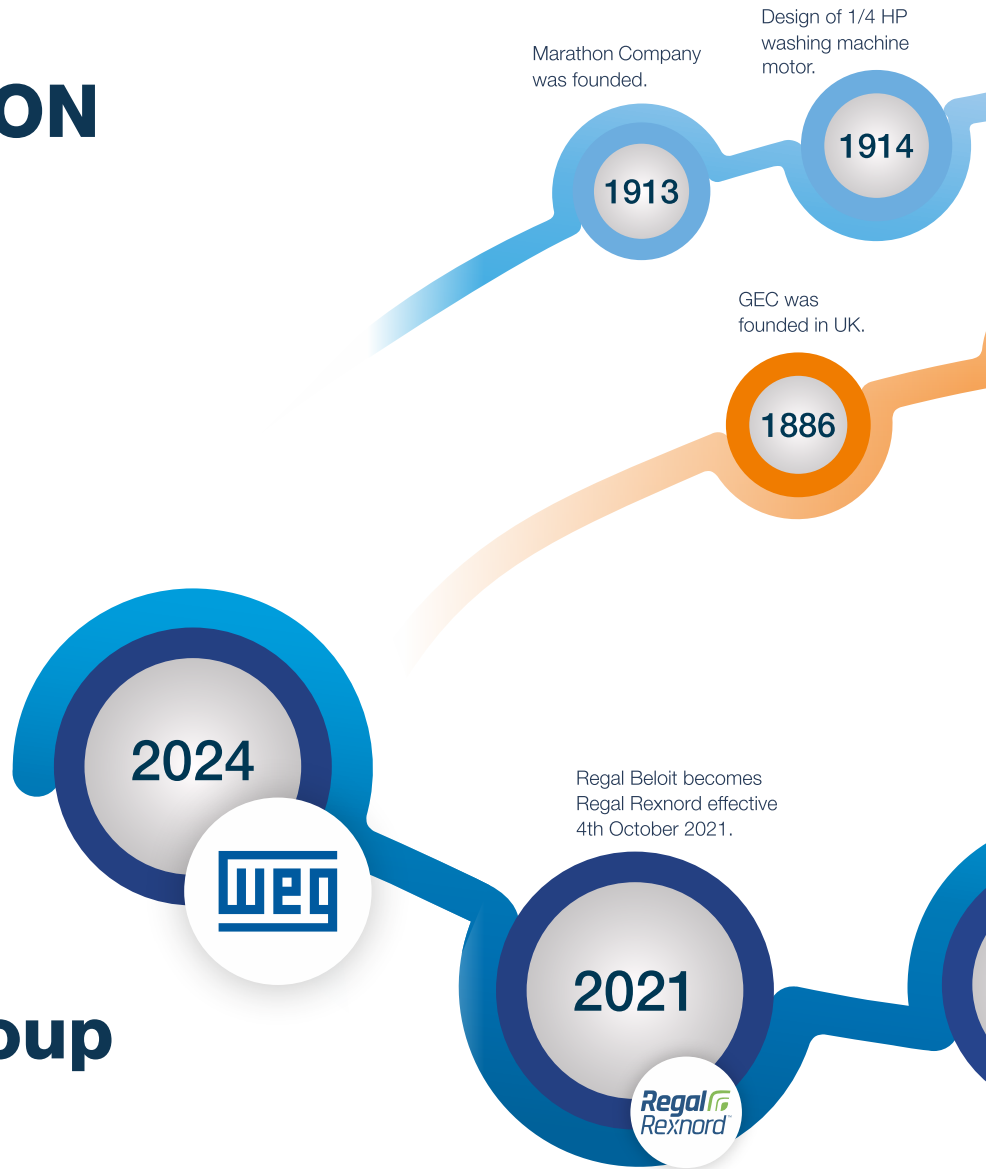 ON
Marathon Company
was founded.
1913
Design of 1/4 HP
washing machine
motor.
1914
GEC was
founded in UK.
1886
2024
weg
Regal Beloit becomes
Regal Rexnord effective
4th October 2021.
2021
Regal
Rexnord™
oup